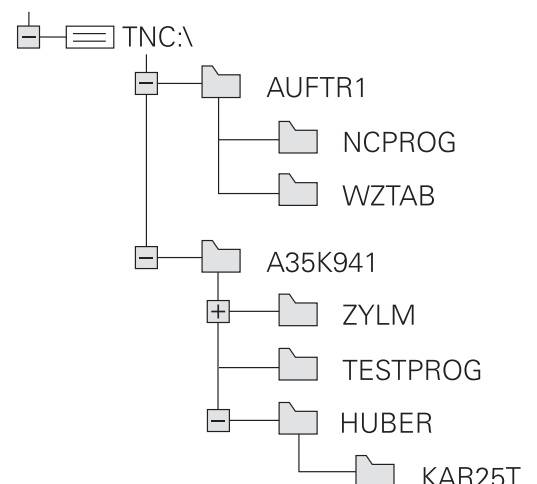 TNC:\
AUFTR1
NCPROG
WZTAB
A35K941
ZYLM
TESTPROG
HUBER
KAR25T